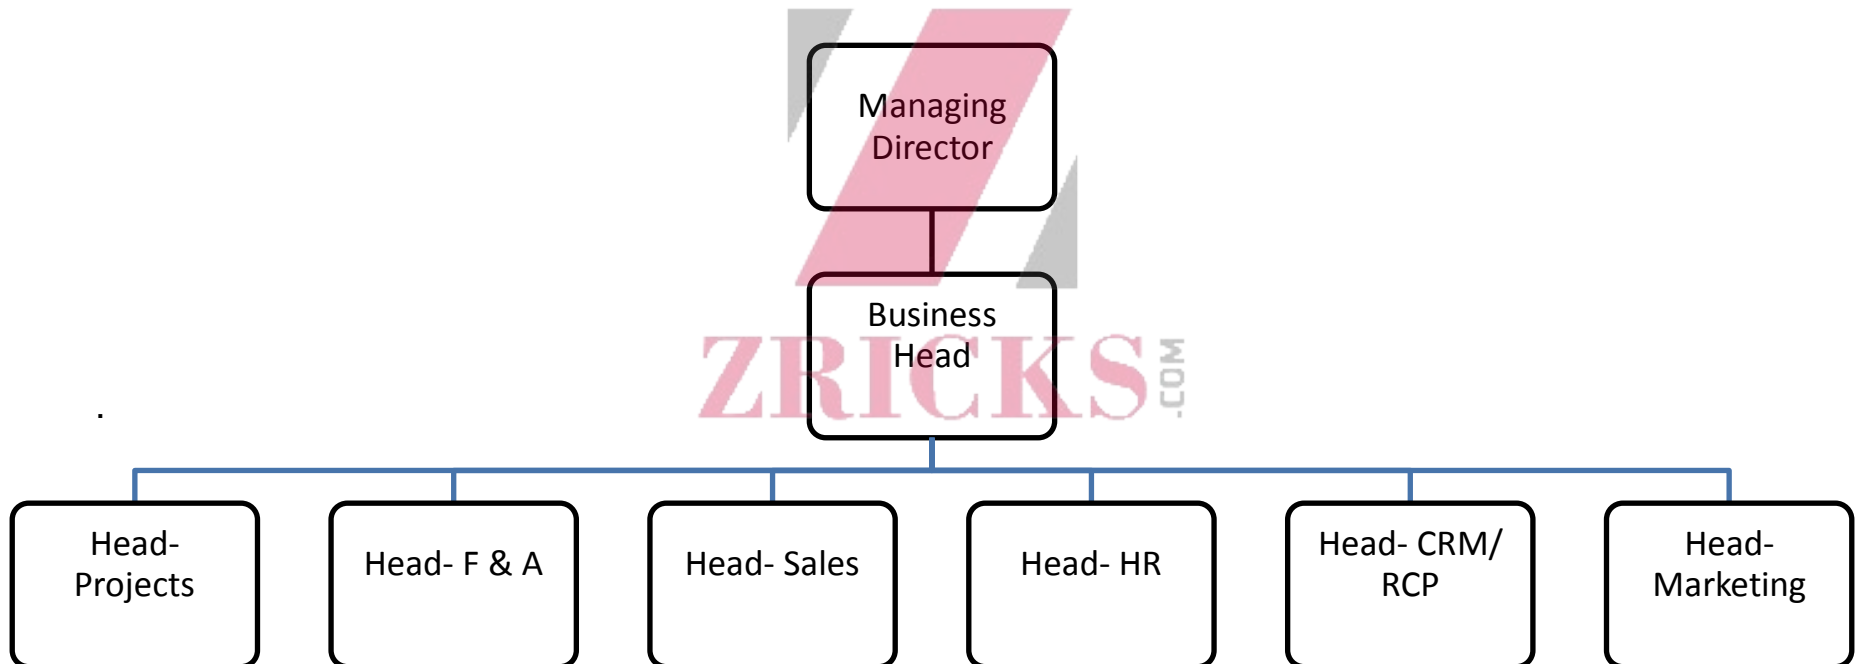 Managing
Director
Business
Head
ZRICKS
.COM
.
Head-
Projects
Head- F & A
Head- Sales
Head- HR
Head- CRM/
RCP
Head-
Marketing